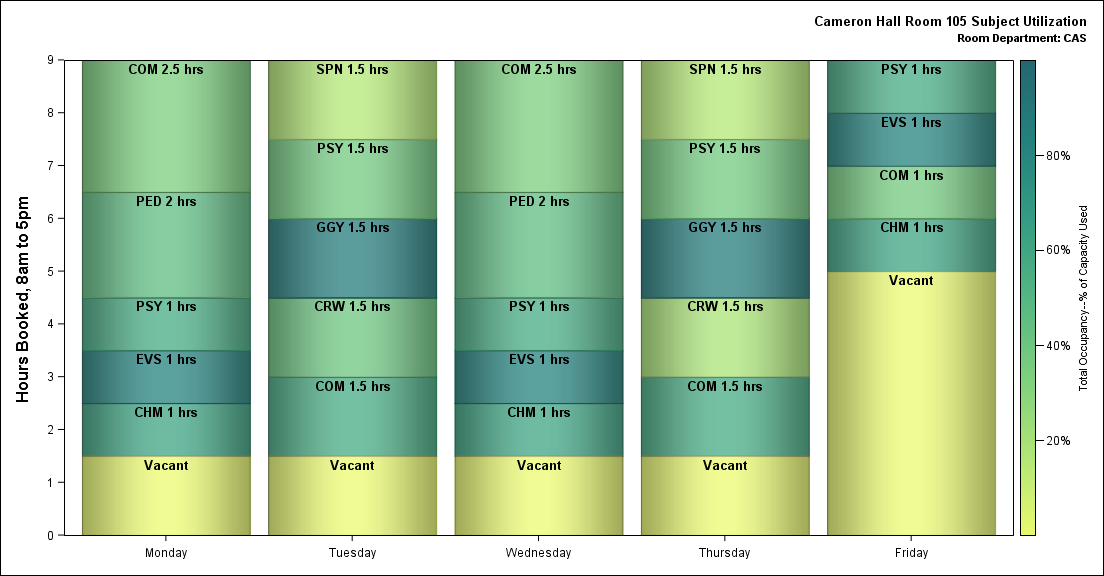 Cameron Hall Room 105 Subject Utilization
Room Department: CAS
Hours Booked, 8am to 5pm
9
8
7
6
5
4
3
2
1
0
COM 2.5 hrs
PED 2 hrs
PSY 1 hrs
EVS 1 hrs
CHM 1 hrs
Vacant
Monday
SPN 1.5 hrs
PSY 1.5 hrs
GGY 1.5 hrs
CRW 1.5 hrs
COM 1.5 hrs
Vacant
Tuesday
COM 2.5 hrs
PED 2 hrs
PSY 1 hrs
EVS 1 hrs
CHM 1 hrs
Vacant
Wednesday
SPN 1.5 hrs
PSY 1.5 hrs
GGY 1.5 hrs
CRW 1.5 hrs
COM 1.5 hrs
Vacant
Thursday
PSY 1 hrs
EVS 1 hrs
COM 1 hrs
CHM 1 hrs
Vacant
Friday
80%
60%
40%
20%
Total Occupancy--% of Capacity Used